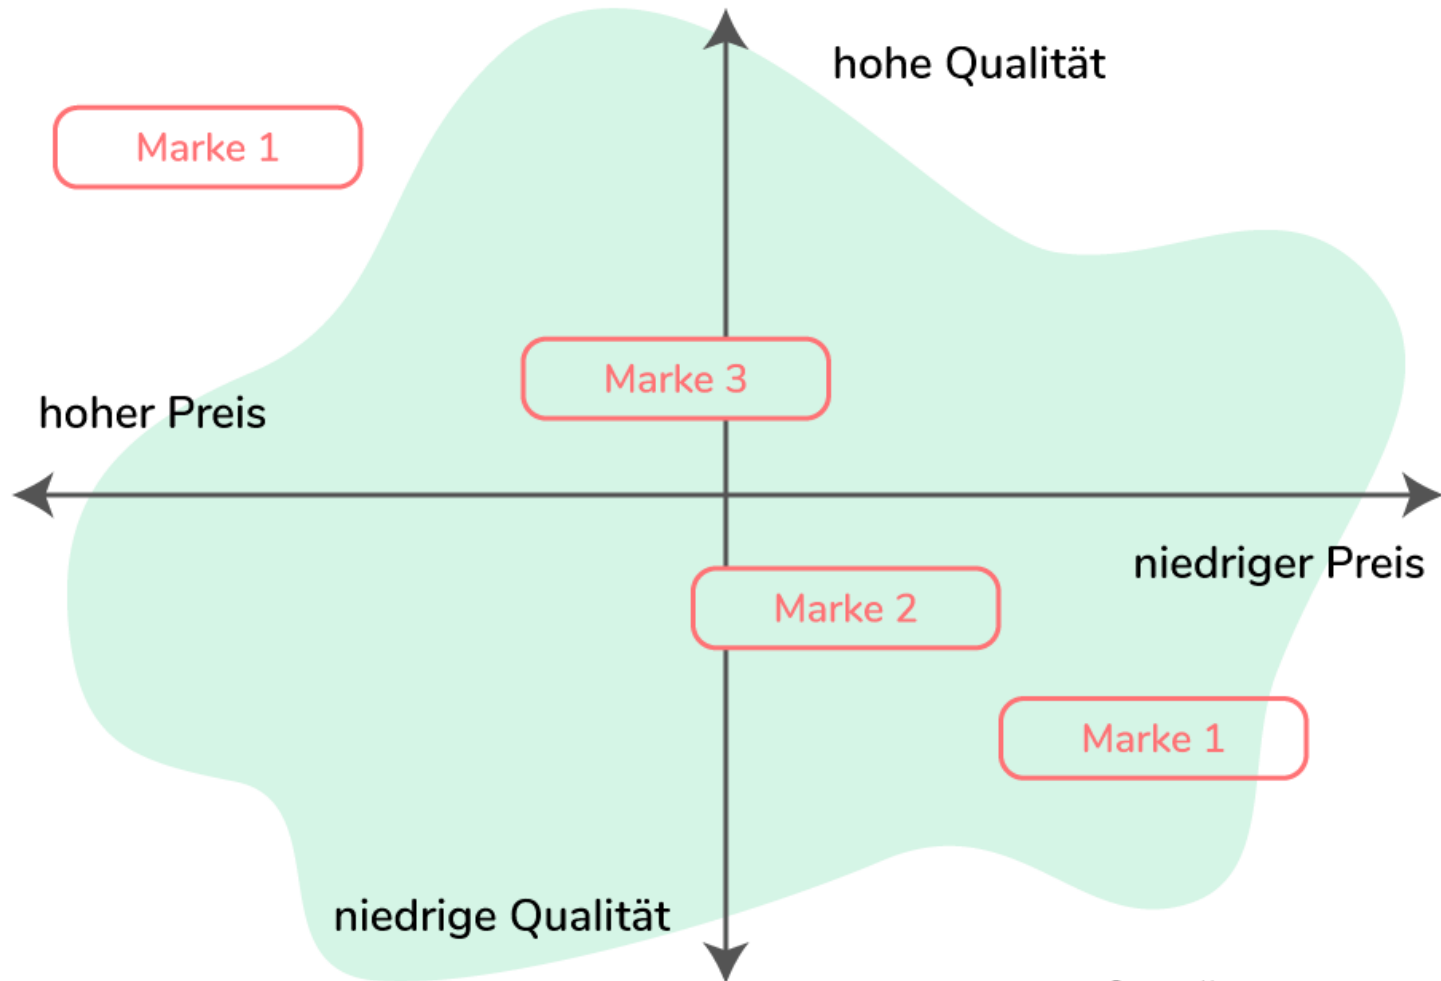 hohe Qualität
Marke 1
Marke 3
hoher Preis
niedriger Preis
Marke 2
Marke 1
niedrige Qualität